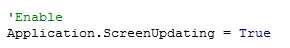 'Enable
Application.ScreenUpdating = True